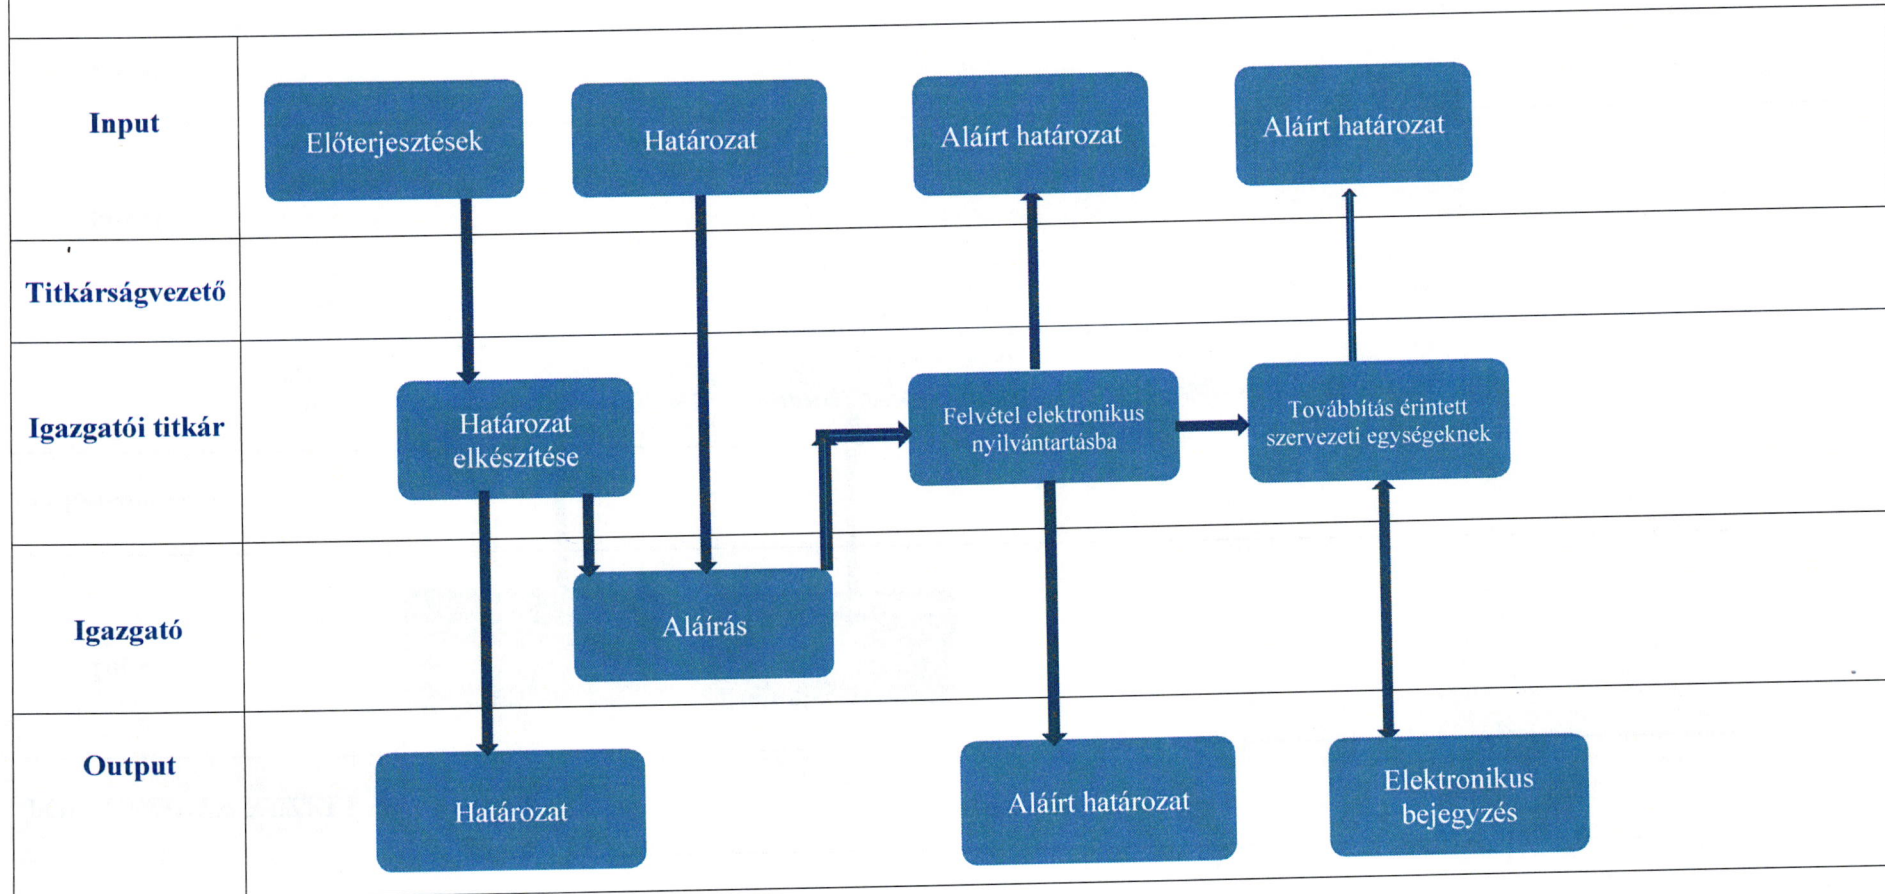 Input
Előterjesztések
Határozat
Aláírt határozat
Aláírt határozat
Titkárságvezető
Igazgatói titkár
Határozat
elkészítése
Felvétel elektronikus
nyilvántartásba
Továbbítás érintett
szervezeti egységeknek
Igazgató
Aláírás
Output
Határozat
Aláírt határozat
Elektronikus
bejegyzés